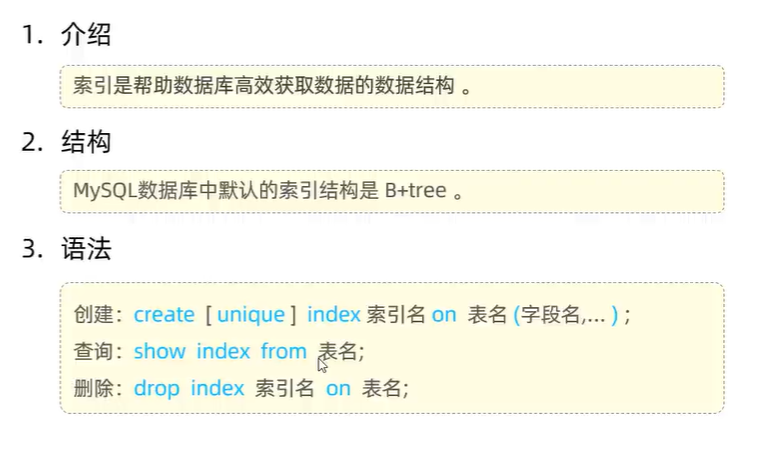 1. 介绍
索引是帮助数据库高效获取数据的数据结构 。
2. 结构
MySQL数据库中默认的索引结构是 B+tree 。
3. 语法
创建：create [ unique ] index 索引名 on 表名 (字段名,... ) ;
查询：show index from 表名;
删除：drop index 索引名 on 表名;